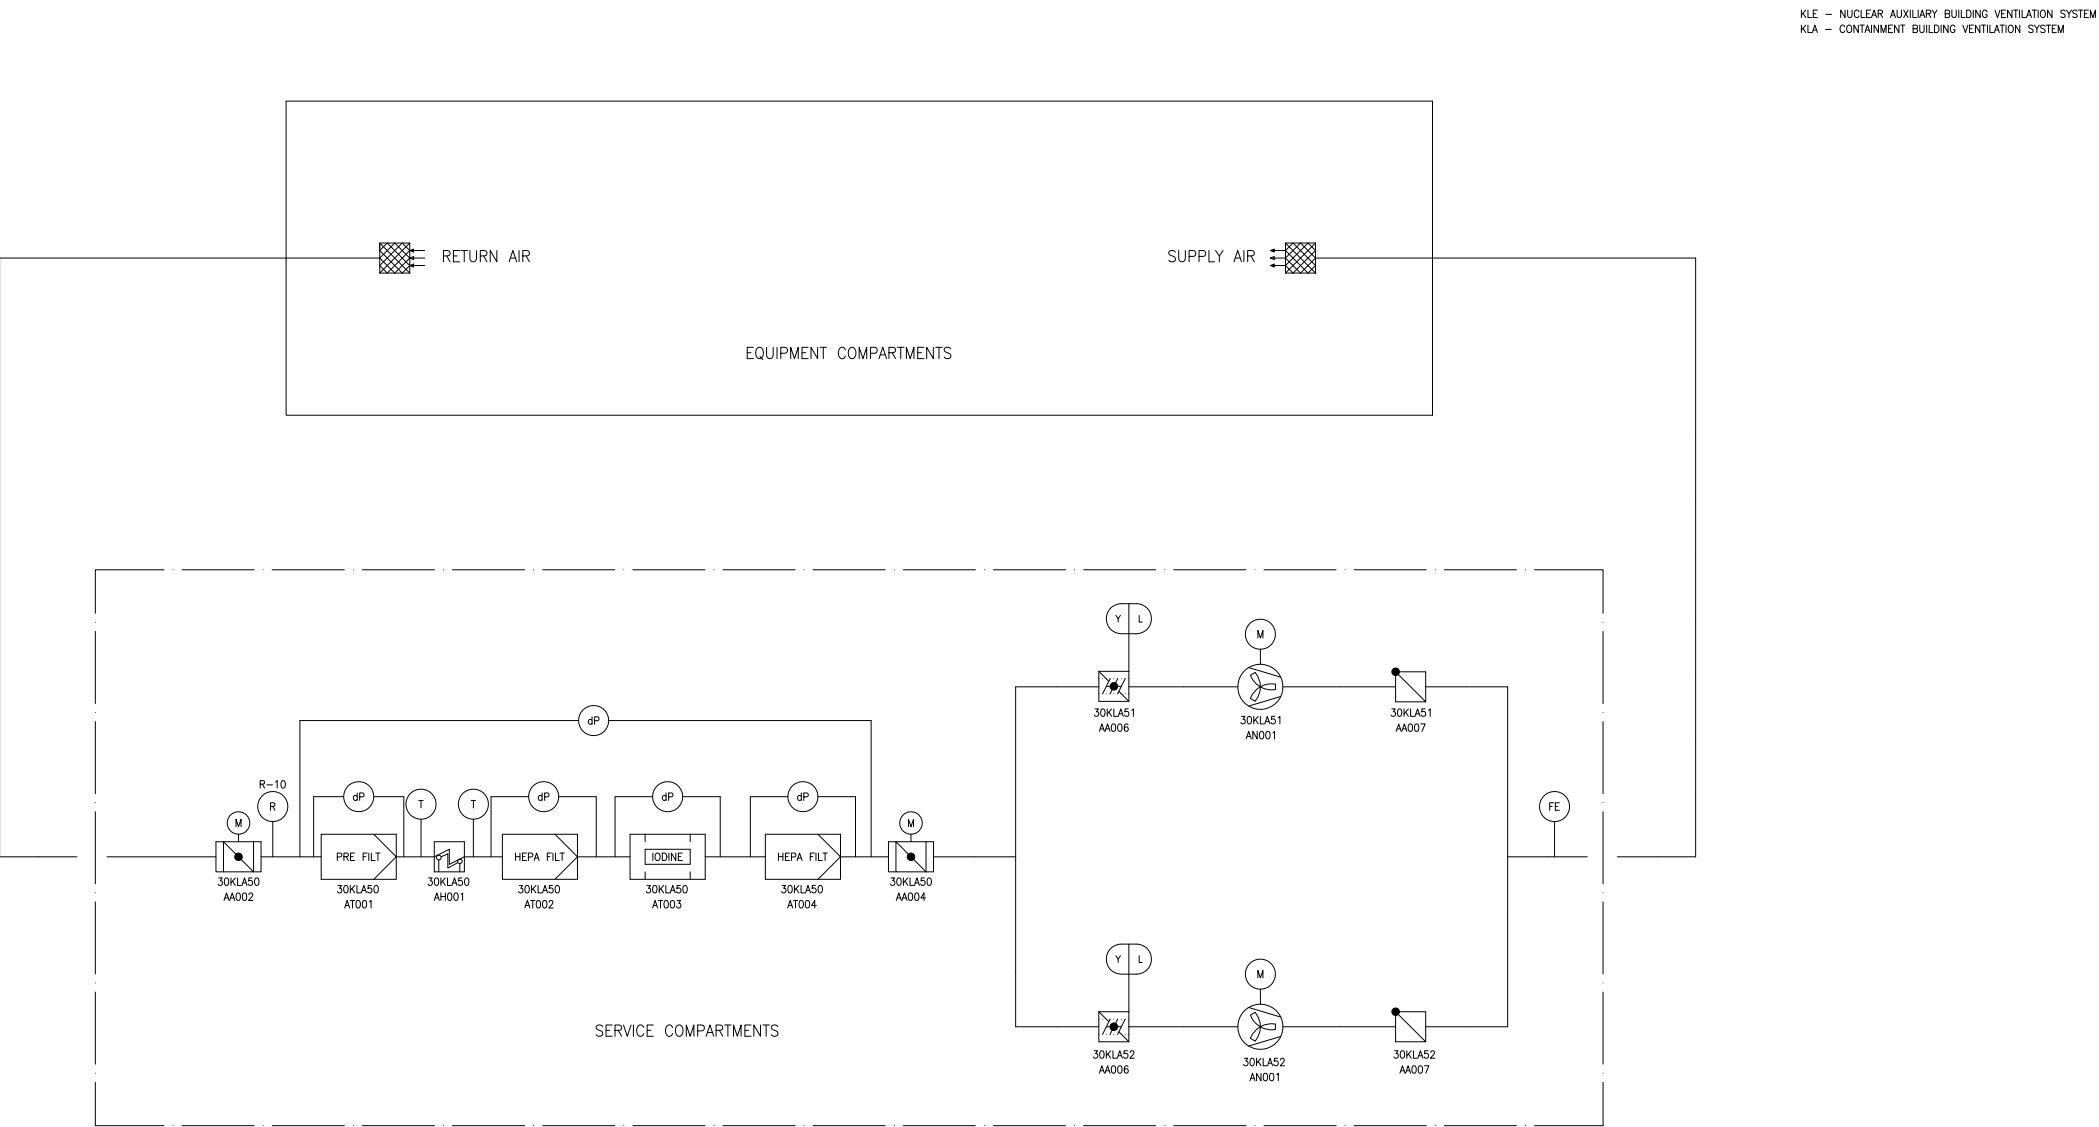 KLE – NUCLEAR AUXILIARY BUILDING VENTILATION SYSTEM
KLA – CONTAINMENT BUILDING VENTILATION SYSTEM
RETURN AIR
SUPPLY AIR
EQUIPMENT COMPARTMENTS
Y L
M
30KLA51
AA006
30KLA51
AN001
30KLA51
AA007
dP
R–10
R
M
dP
T
T
dP
dP
dP
M
FE
PRE FILT
HEPA FILT
IODINE
HEPA FILT
30KLA50
AA002
30KLA50
AT001
30KLA50
AH001
30KLA50
AT002
30KLA50
AT003
30KLA50
AT004
30KLA50
AA004
Y L
M
SERVICE COMPARTMENTS
30KLA52
AA006
30KLA52
AN001
30KLA52
AA007